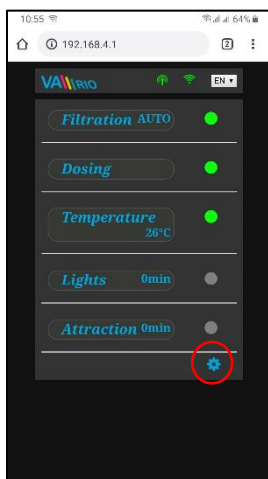 10:55 64%
192.168.4.1 2
VA RIO EN
Filtration AUTO
Dosing
Temperature
26°C
Lights 0min
Attraction 0min